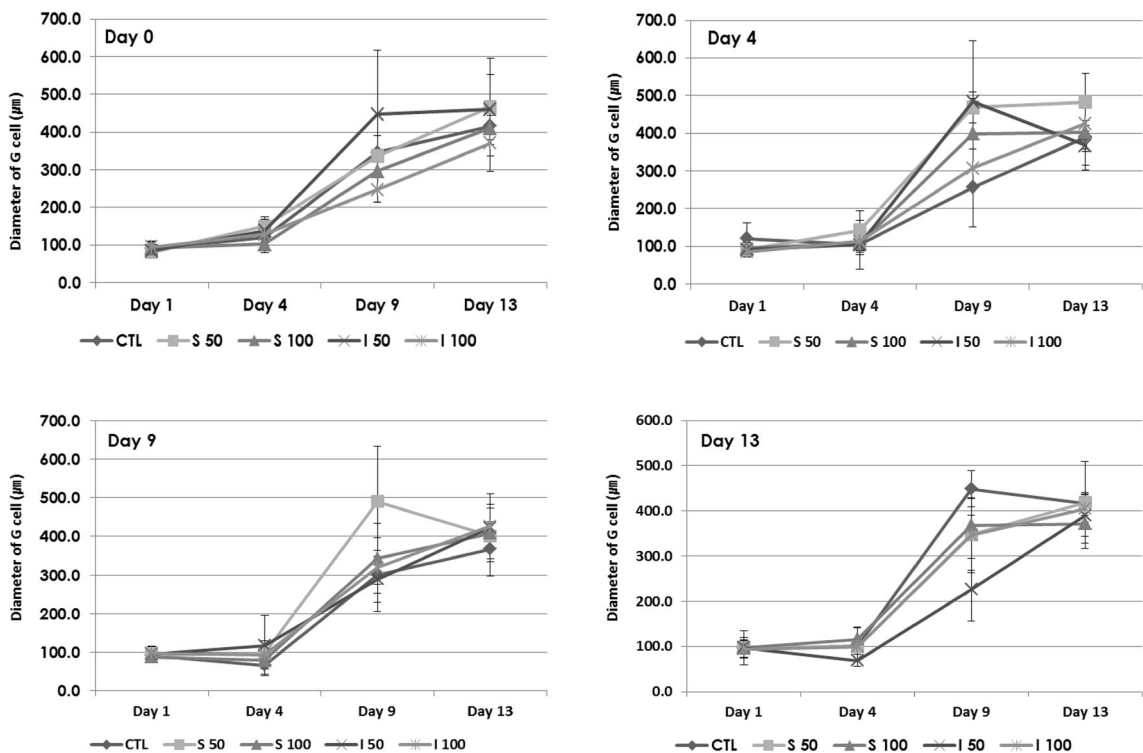 Day 0
Diameter of G cell (㎛)
700.0
600.0
500.0
400.0
300.0
200.0
100.0
0.0
Day 1 Day 4 Day 9 Day 13
CTL S 50 S 100 I 50 I 100
Day 4
Diameter of G cell (㎛)
700.0
600.0
500.0
400.0
300.0
200.0
100.0
0.0
Day 1 Day 4 Day 9 Day 13
CTL S 50 S 100 I 50 I 100
Day 9
Diameter of G cell (㎛)
700.0
600.0
500.0
400.0
300.0
200.0
100.0
0.0
Day 1 Day 4 Day 9 Day 13
CTL S 50 S 100 I 50 I 100
Day 13
Diameter of G cell (㎛)
600.0
500.0
400.0
300.0
200.0
100.0
0.0
Day 1 Day 4 Day 9 Day 13
CTL S 50 S 100 I 50 I 100